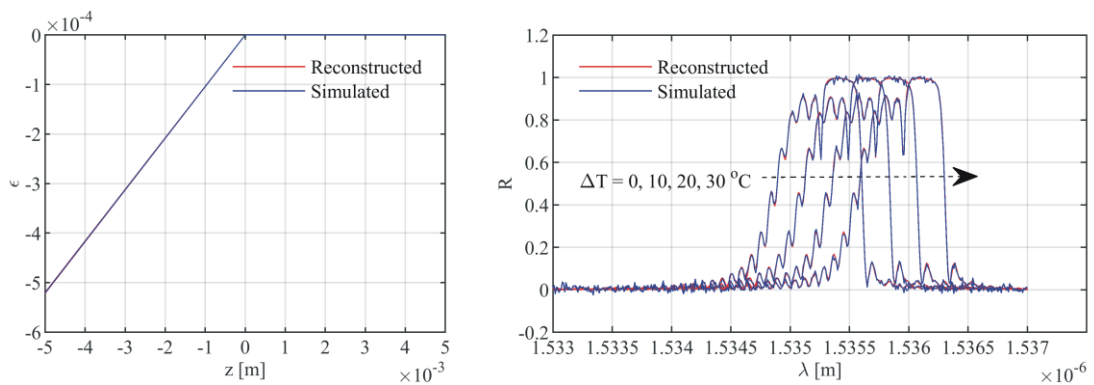 ×10⁻⁴
0
-1
-2
-3
-4
-5
-6
ϵ
Reconstructed
Simulated
-5 -4 -3 -2 -1 0 1 2 3 4 5
z [m]
×10⁻³
1.2
1
0.8
0.6
0.4
0.2
0
-0.2
R
Reconstructed
Simulated
ΔT = 0, 10, 20, 30 °C
1.533 1.5335 1.534 1.5345 1.535 1.5355 1.536 1.5365 1.537
λ [m]
×10⁻⁶